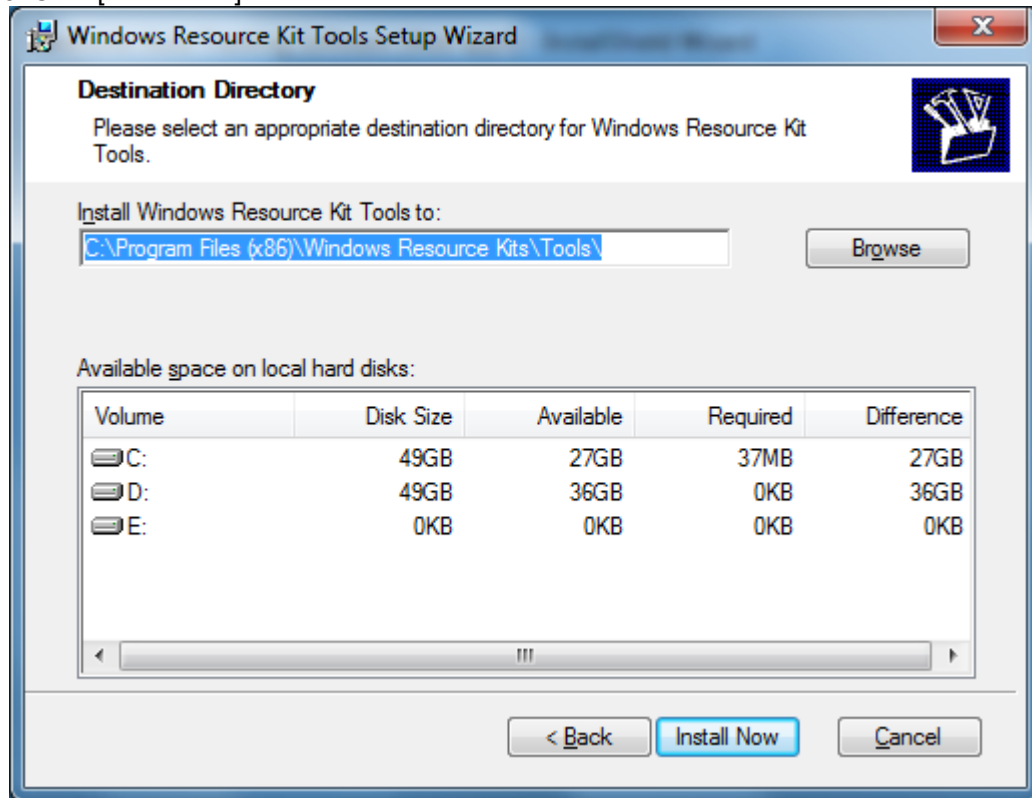 Windows Resource Kit Tools Setup Wizard
Destination Directory
Please select an appropriate destination directory for Windows Resource Kit
Tools.
Install Windows Resource Kit Tools to:
C:\Program Files (x86)\Windows Resource Kits\Tools\
Browse
Available space on local hard disks:
Volume Disk Size Available Required Difference
C: 49GB 27GB 37MB 27GB
D: 49GB 36GB 0KB 36GB
E: 0KB 0KB 0KB 0KB
< Back Install Now Cancel